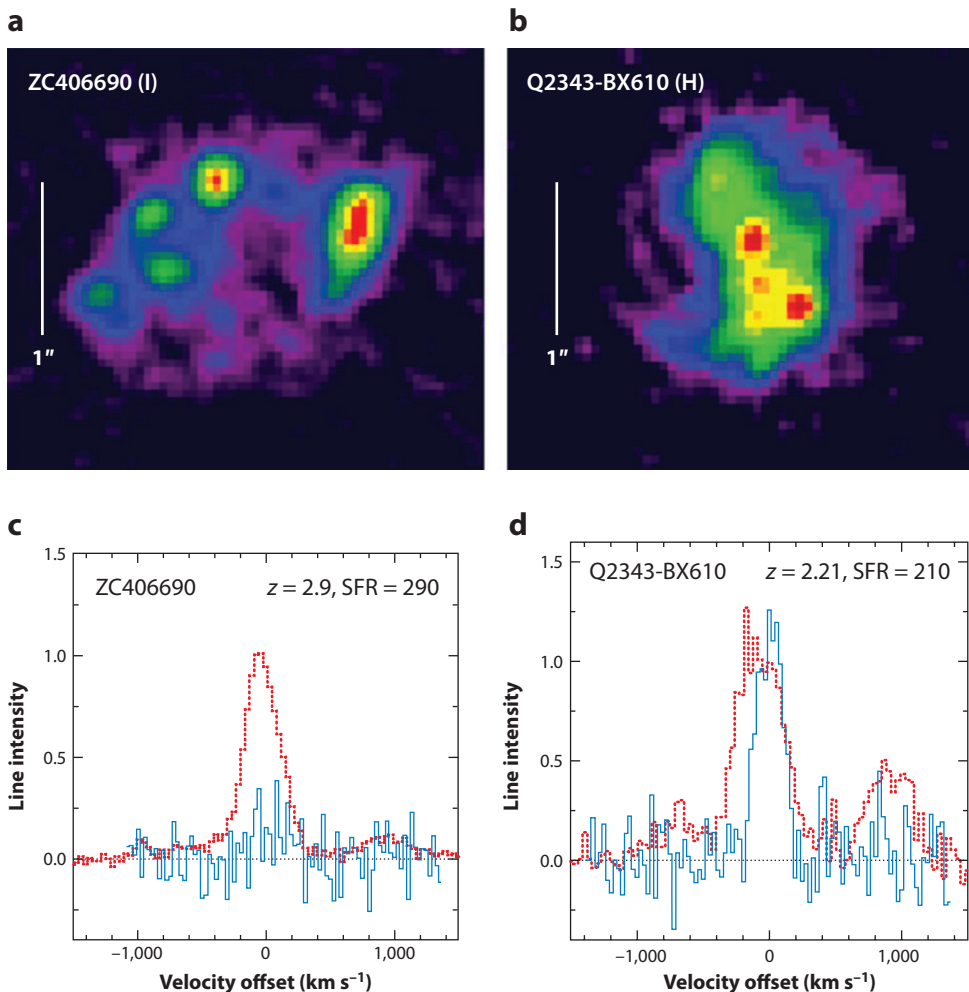 a
b
ZC406690 (I)
Q2343-BX610 (H)
1″
1″
c
d
ZC406690
z = 2.9, SFR = 290
Q2343-BX610
z = 2.21, SFR = 210
Line intensity
1.5
1.0
0.5
0.0
−1,000
0
1,000
Velocity offset (km s⁻¹)
Line intensity
1.5
1.0
0.5
0.0
−1,000
0
1,000
Velocity offset (km s⁻¹)